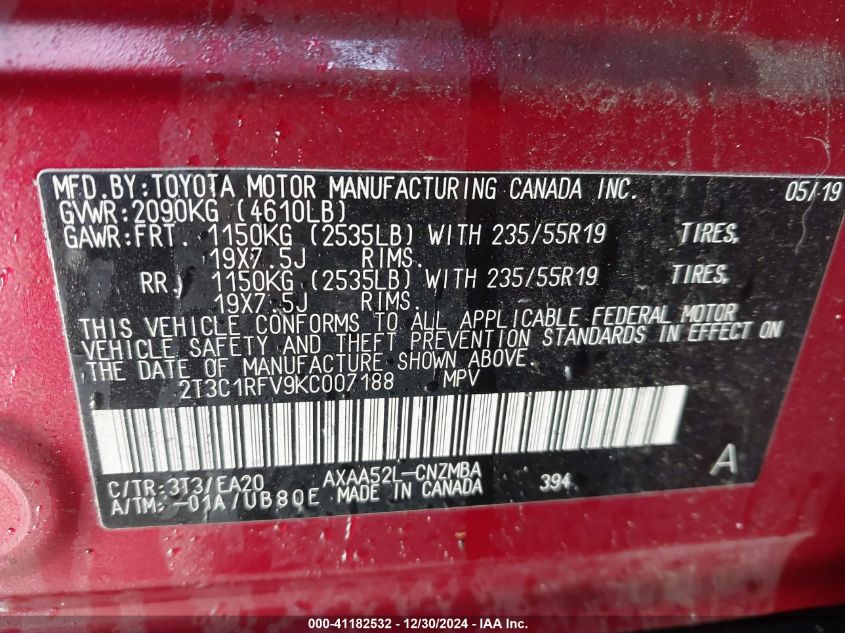 MFD.BY:TOYOTA MOTOR MANUFACTURING CANADA INC. 05/19
GVWR:2090KG (4610LB)
GAWR:FRT. 1150KG (2535LB) WITH 235/55R19 TIRES,
19X7.5J RIMS.
RR. 1150KG (2535LB) WITH 235/55R19 TIRES,
19X7.5J RIMS.
THIS VEHICLE CONFORMS TO ALL APPLICABLE FEDERAL MOTOR
VEHICLE SAFETY AND THEFT PREVENTION STANDARDS IN EFFECT ON
THE DATE OF MANUFACTURE SHOWN ABOVE.
2T3C1RFV9KC007188 MPV
C/TR:3T3/EA20 AXAA52L-CNZMBA 394 A
A/TM:-01A/UB80E MADE IN CANADA
000-41182532 - 12/30/2024 - IAA Inc.